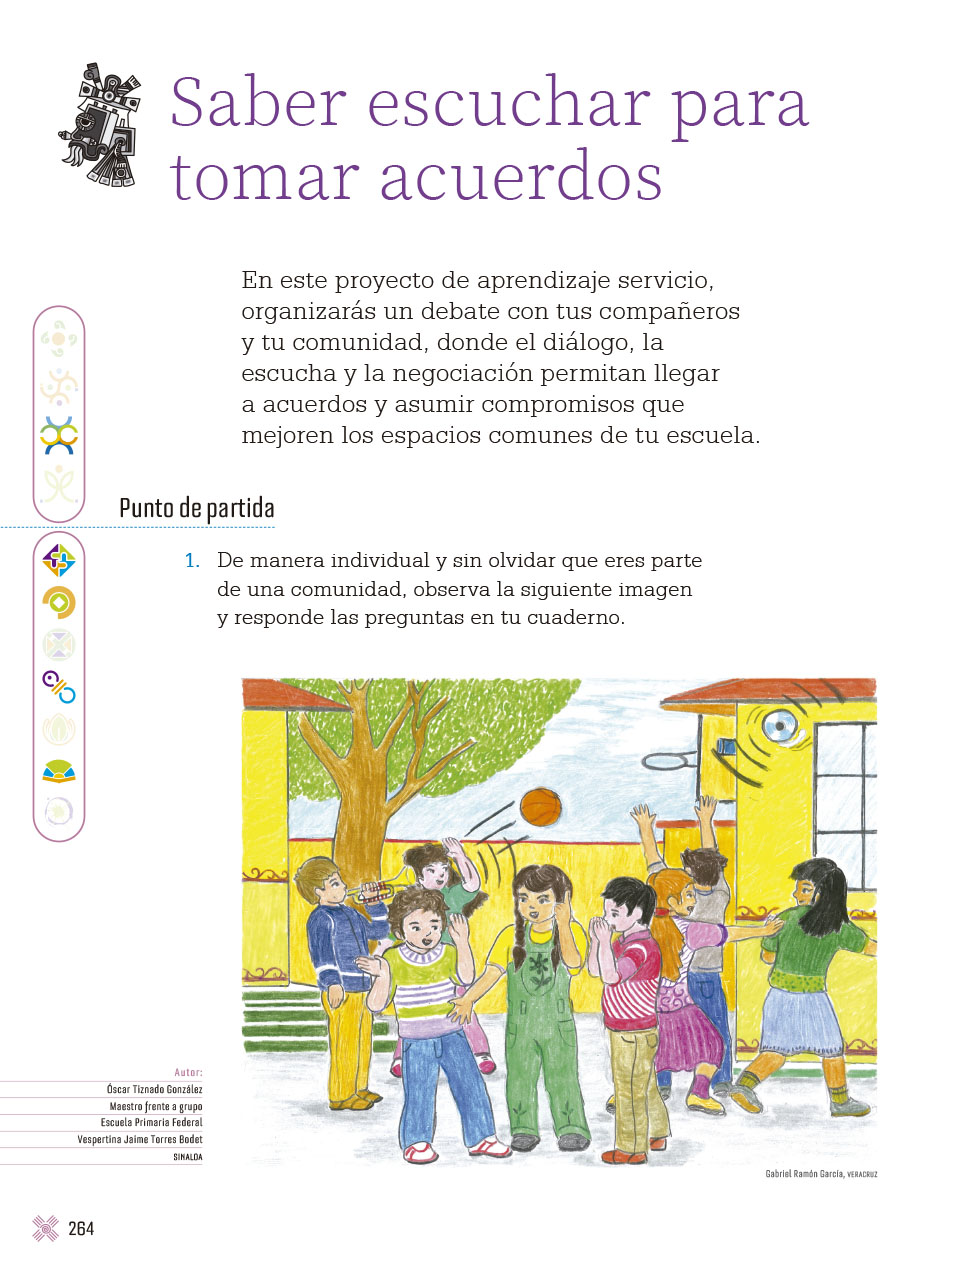 Saber escuchar para
tomar acuerdos
En este proyecto de aprendizaje servicio,
organizarás un debate con tus compañeros
y tu comunidad, donde el diálogo, la
escucha y la negociación permitan llegar
a acuerdos y asumir compromisos que
mejoren los espacios comunes de tu escuela.
Punto de partida
1. De manera individual y sin olvidar que eres parte
de una comunidad, observa la siguiente imagen
y responde las preguntas en tu cuaderno.
Autor:
Óscar Tiznado González
Maestro frente a grupo
Escuela Primaria Federal
Vespertina Jaime Torres Bodet
SINALOA
Gabriel Ramón García, VERACRUZ
264